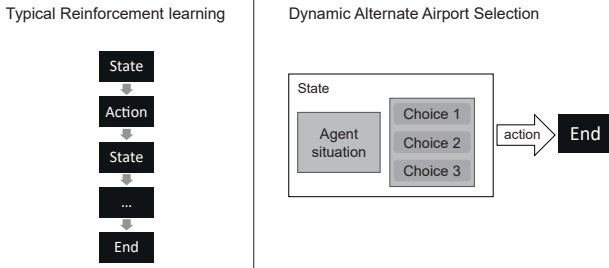 Typical Reinforcement learning
State
Action
State
...
End
Dynamic Alternate Airport Selection
State
Agent
situation
Choice 1
Choice 2
Choice 3
action
End